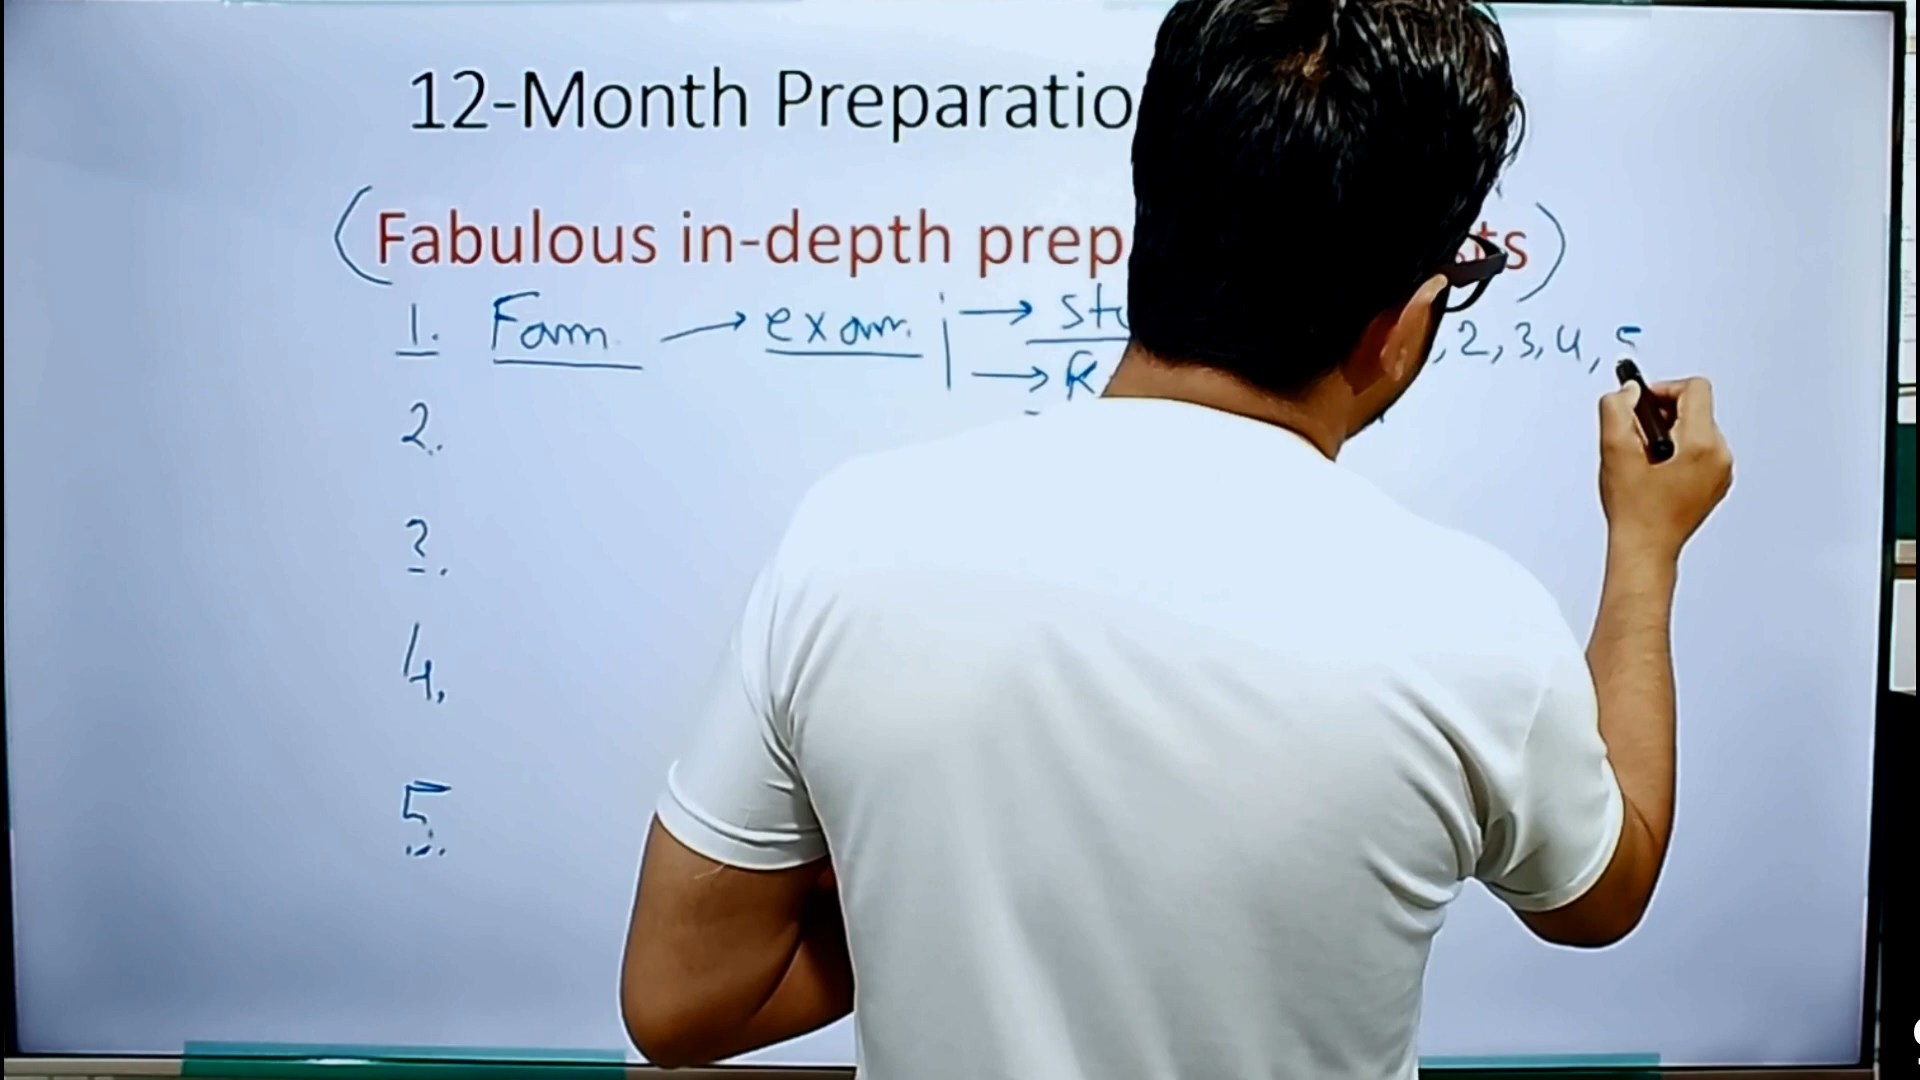 12-Month Preparatio
(Fabulous in-depth prep ts)
1. Fam → exam. → St , 2, 3, 4, 5
→ R
2.
3.
4.
5.